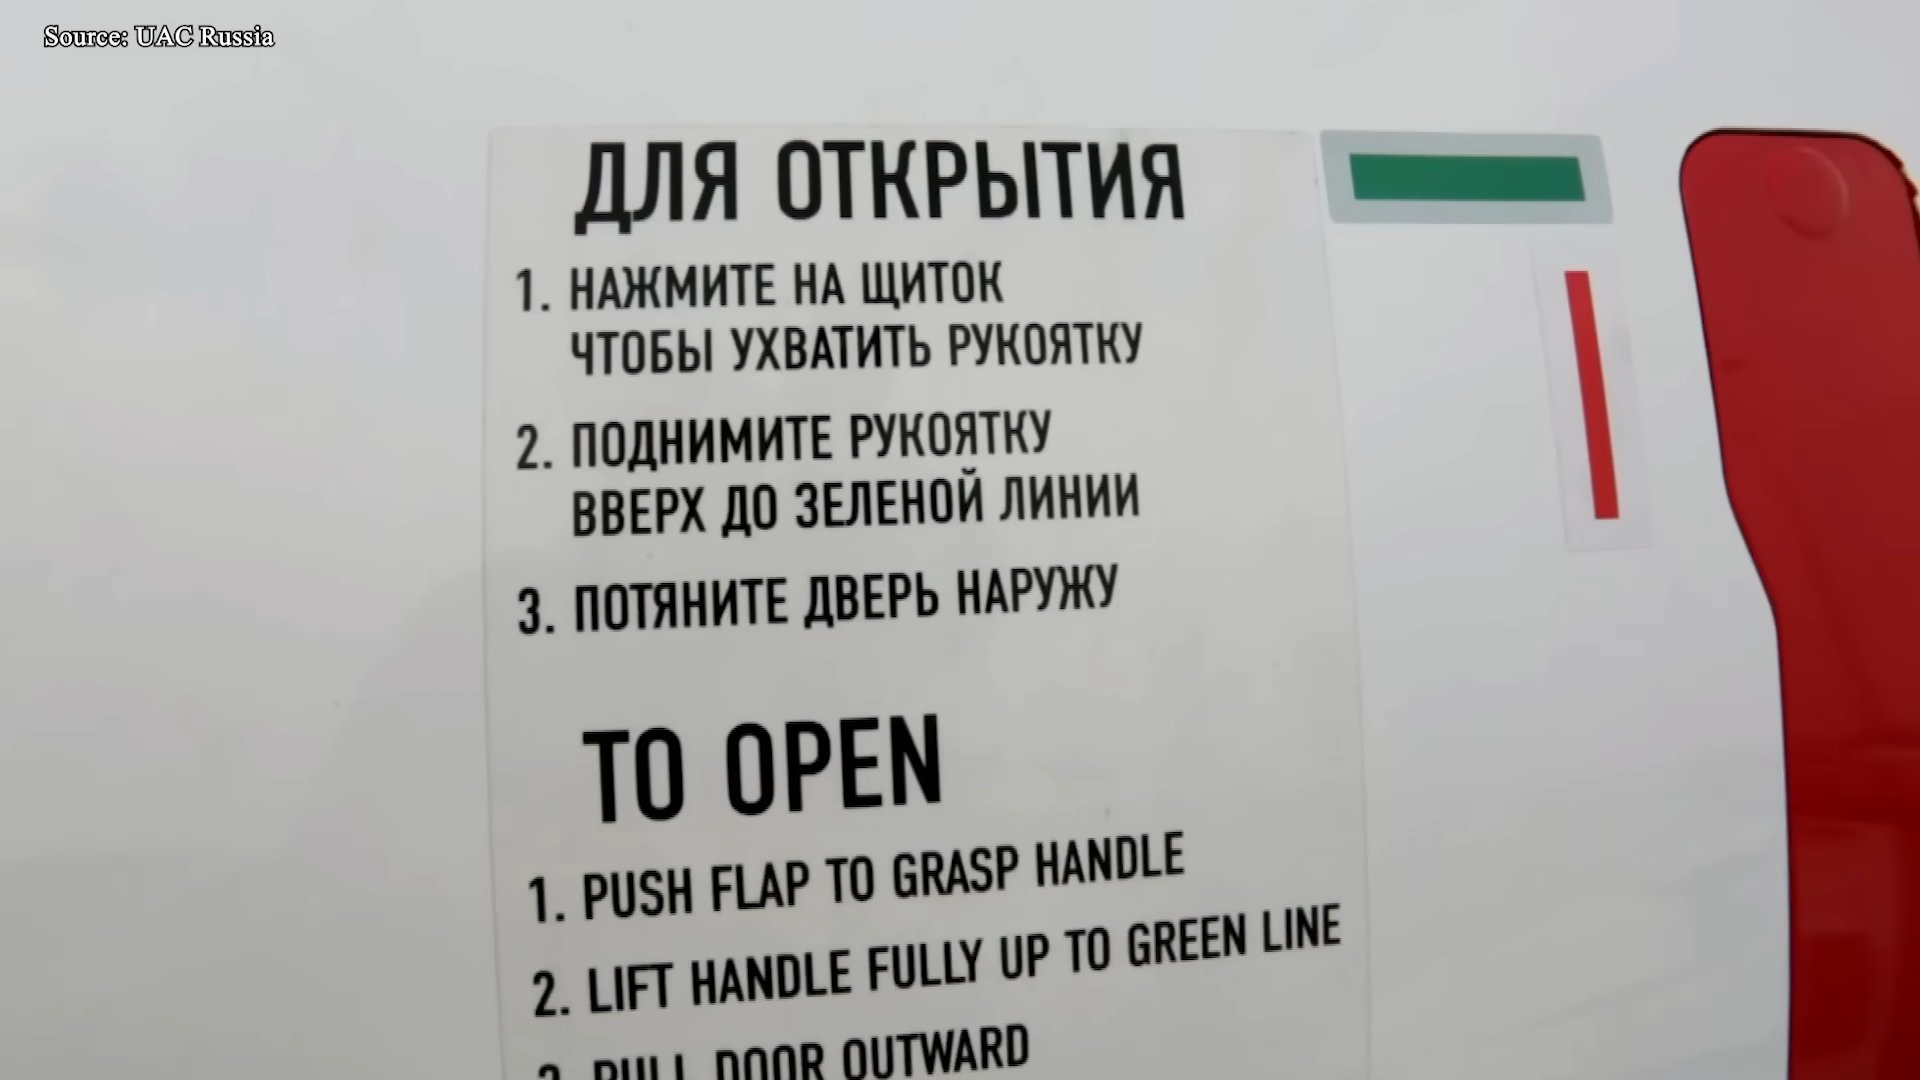 Source: UAC Russia
ДЛЯ ОТКРЫТИЯ
1. НАЖМИТЕ НА ЩИТОК
ЧТОБЫ УХВАТИТЬ РУКОЯТКУ
2. ПОДНИМИТЕ РУКОЯТКУ
ВВЕРХ ДО ЗЕЛЕНОЙ ЛИНИИ
3. ПОТЯНИТЕ ДВЕРЬ НАРУЖУ
TO OPEN
1. PUSH FLAP TO GRASP HANDLE
2. LIFT HANDLE FULLY UP TO GREEN LINE
3. PULL DOOR OUTWARD